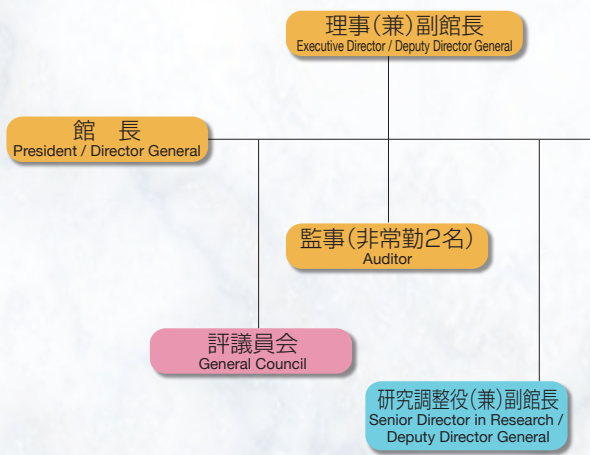 理事(兼)副館長
Executive Director / Deputy Director General
館　長
President / Director General
監事(非常勤2名)
Auditor
評議員会
General Council
研究調整役(兼)副館長
Senior Director in Research /
Deputy Director General